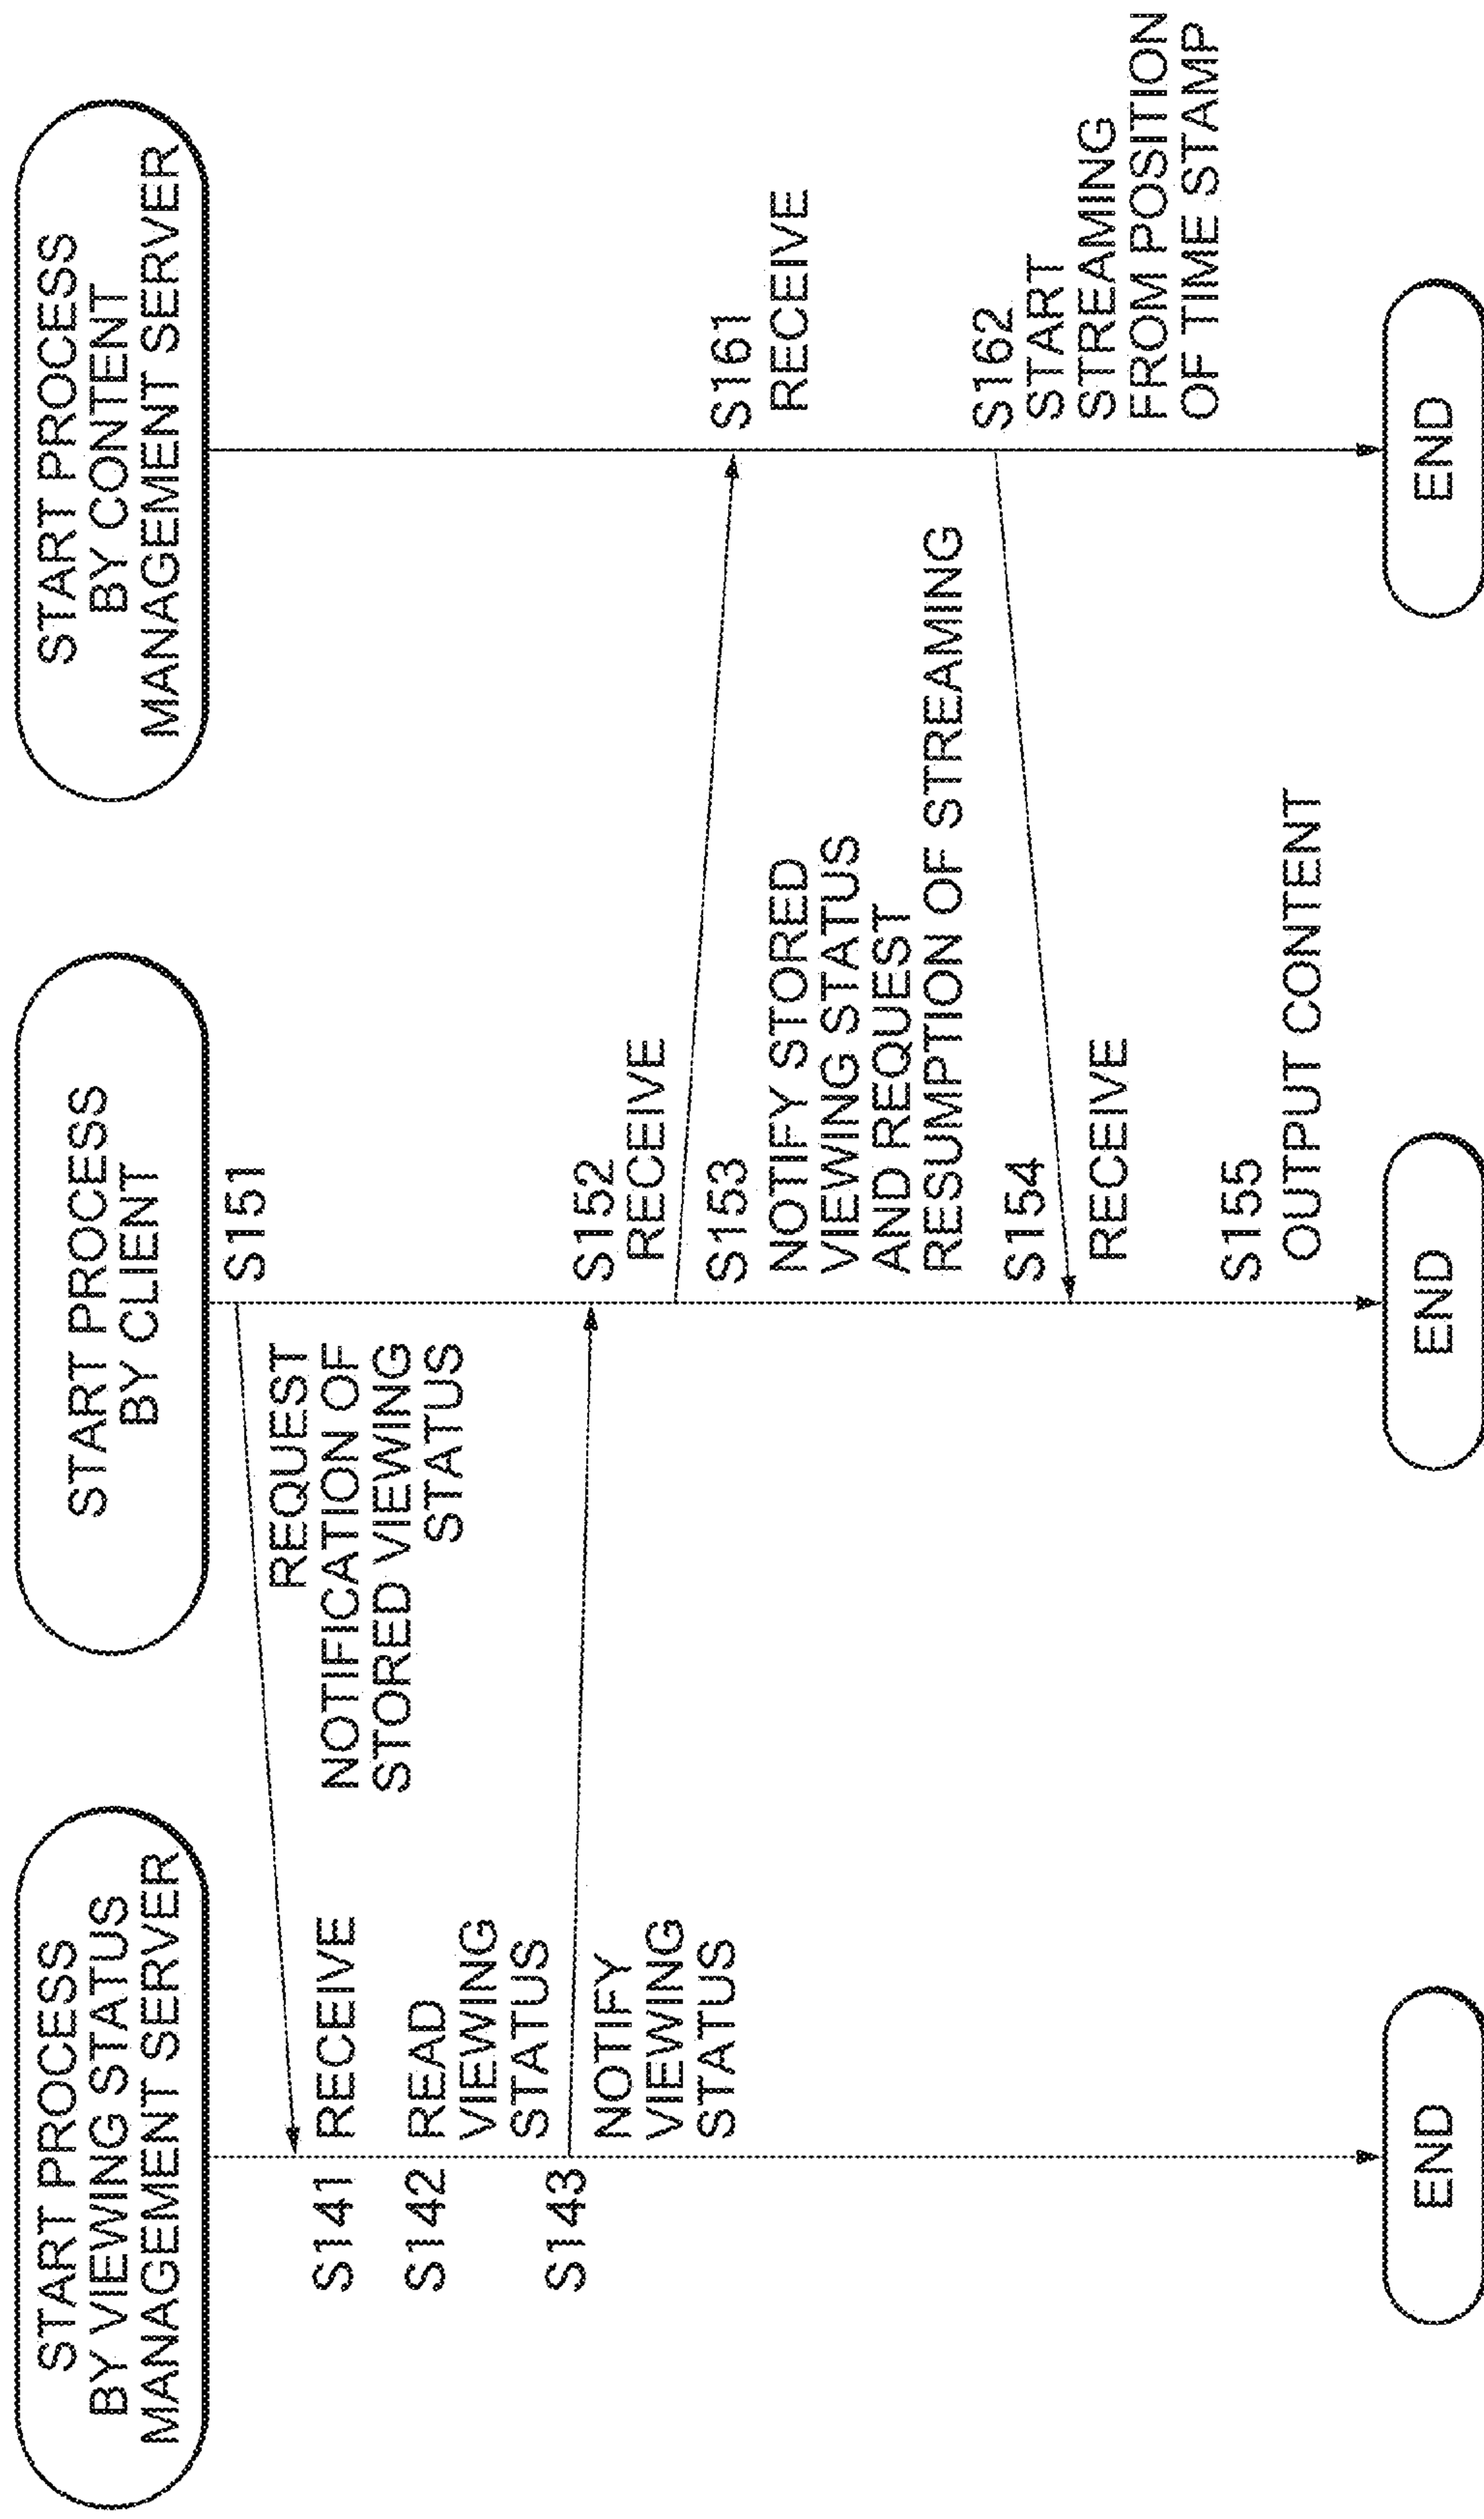 START PROCESS
BY VIEWING STATUS
MANAGEMENT SERVER
START PROCESS
BY CLIENT
START PROCESS
BY CONTENT
MANAGEMENT SERVER
S151
REQUEST
NOTIFICATION OF
STORED VIEWING
STATUS
S141
RECEIVE
S142
READ
VIEWING
STATUS
S143
NOTIFY
VIEWING
STATUS
S152
RECEIVE
S153
NOTIFY STORED
VIEWING STATUS
AND REQUEST
RESUMPTION OF STREAMING
S161
RECEIVE
S162
START
STREAMING
FROM POSITION
OF TIME STAMP
S154
RECEIVE
S155
OUTPUT CONTENT
END
END
END